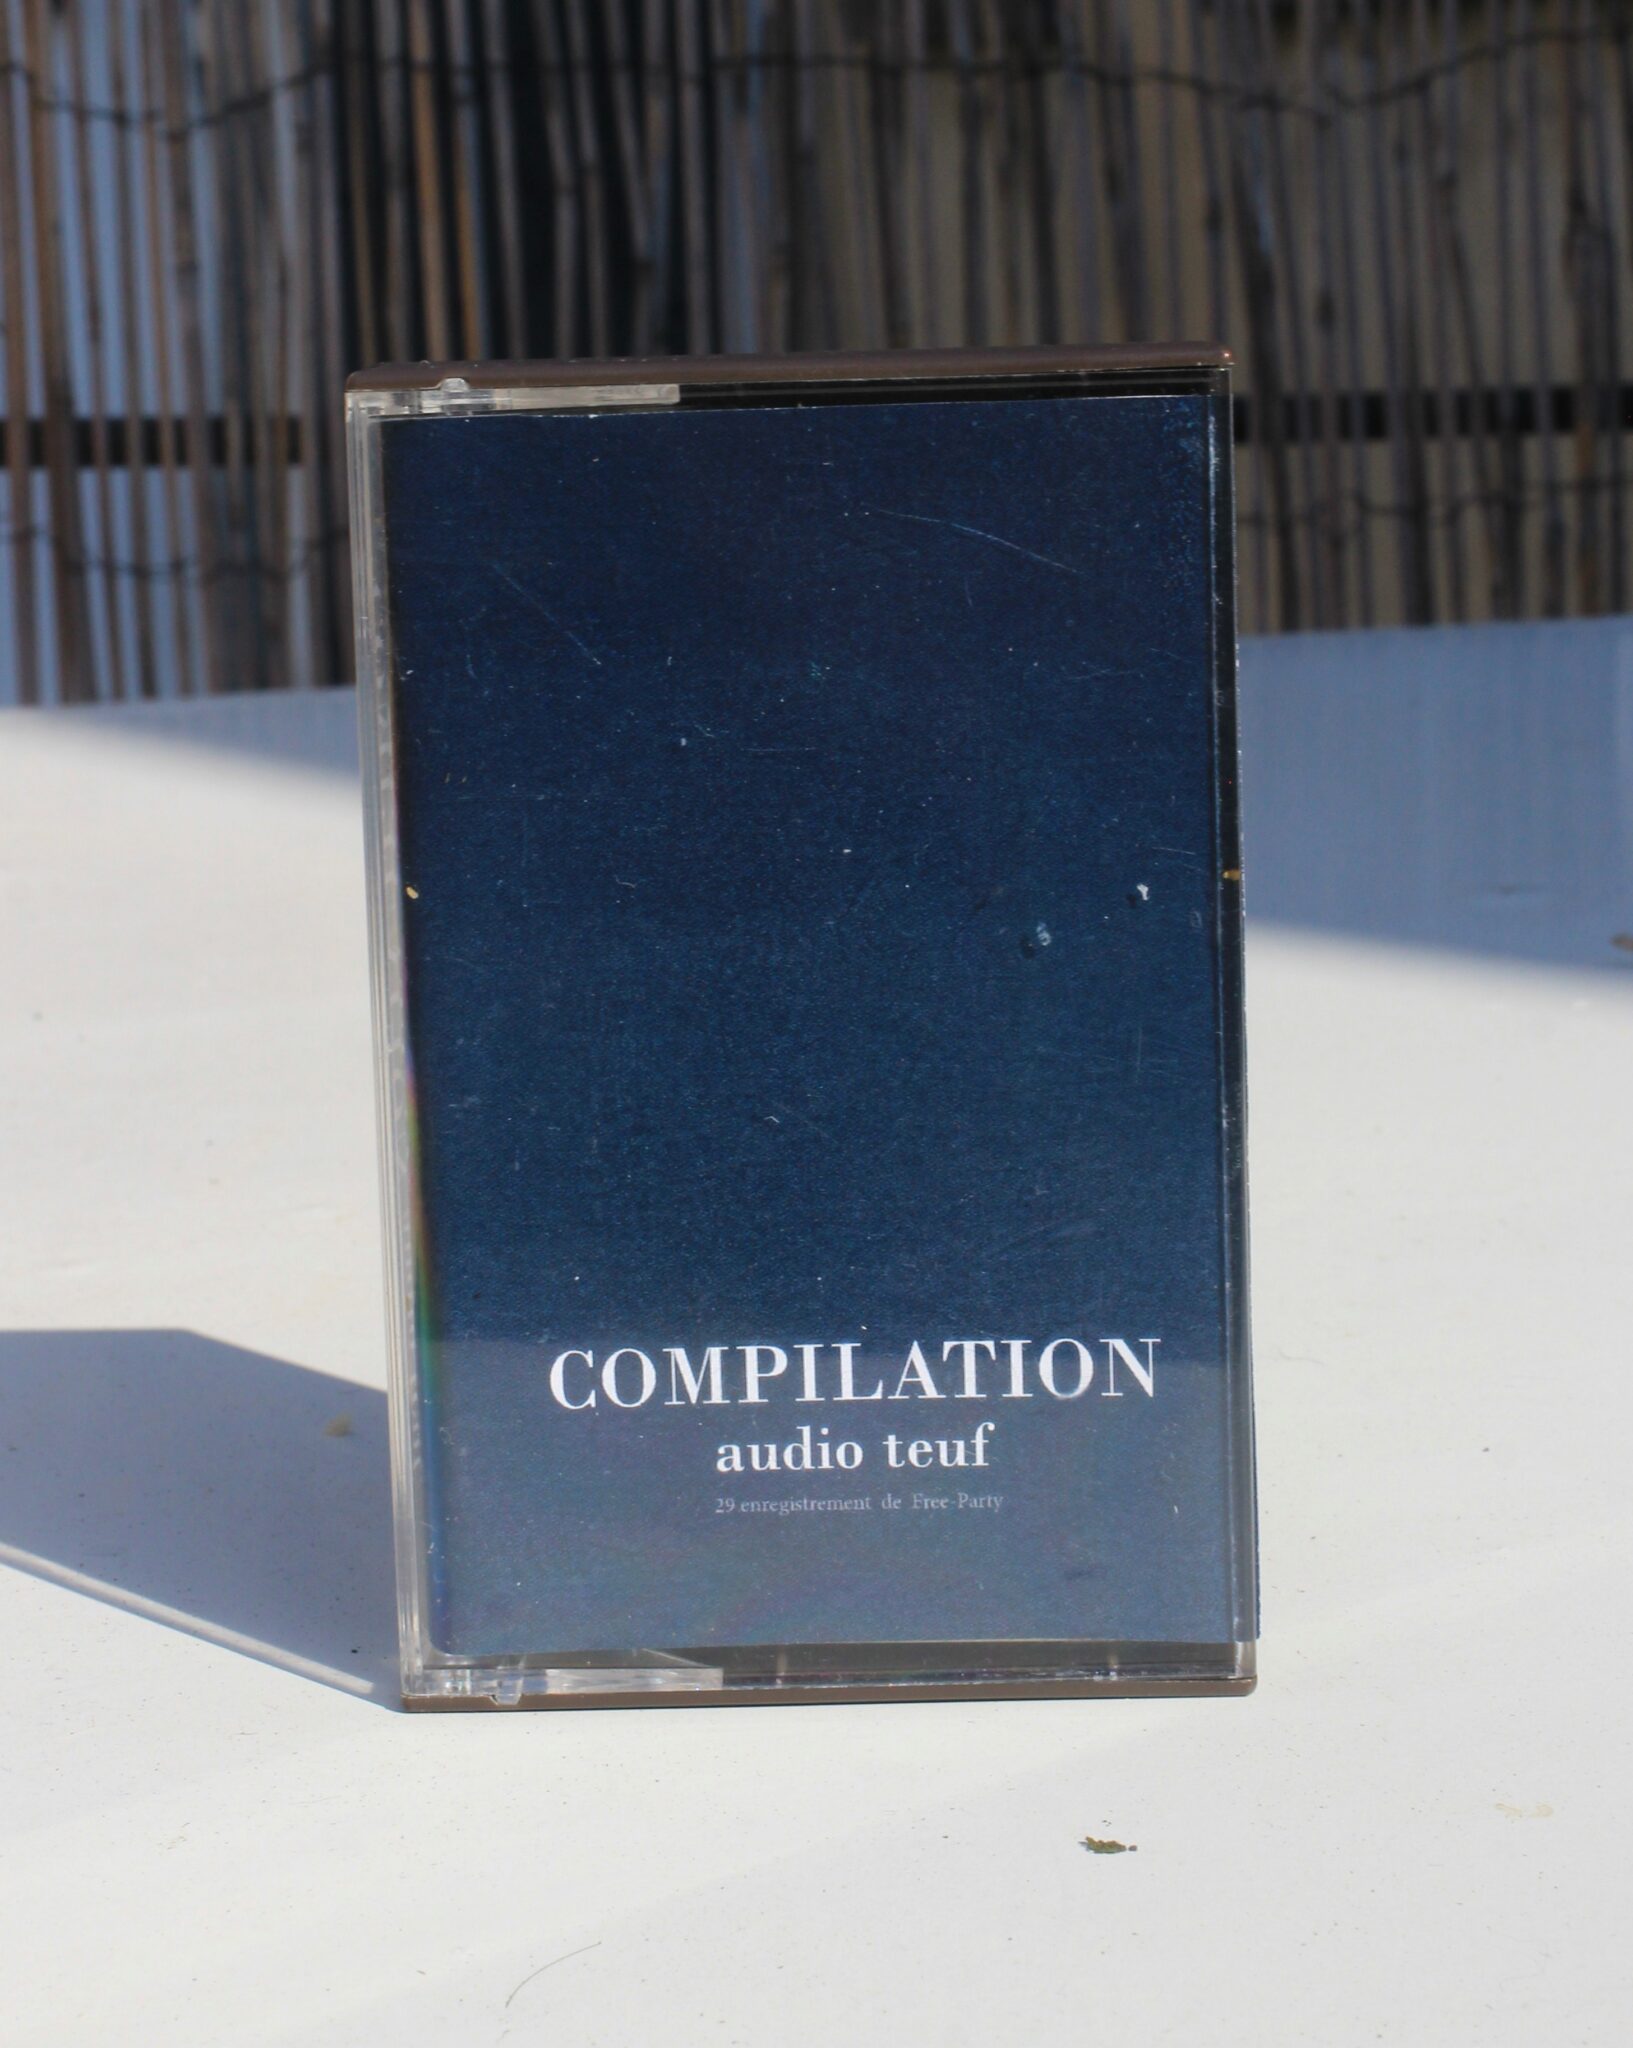 COMPILATION
audio teuf
29 enregistrement de Free-Party